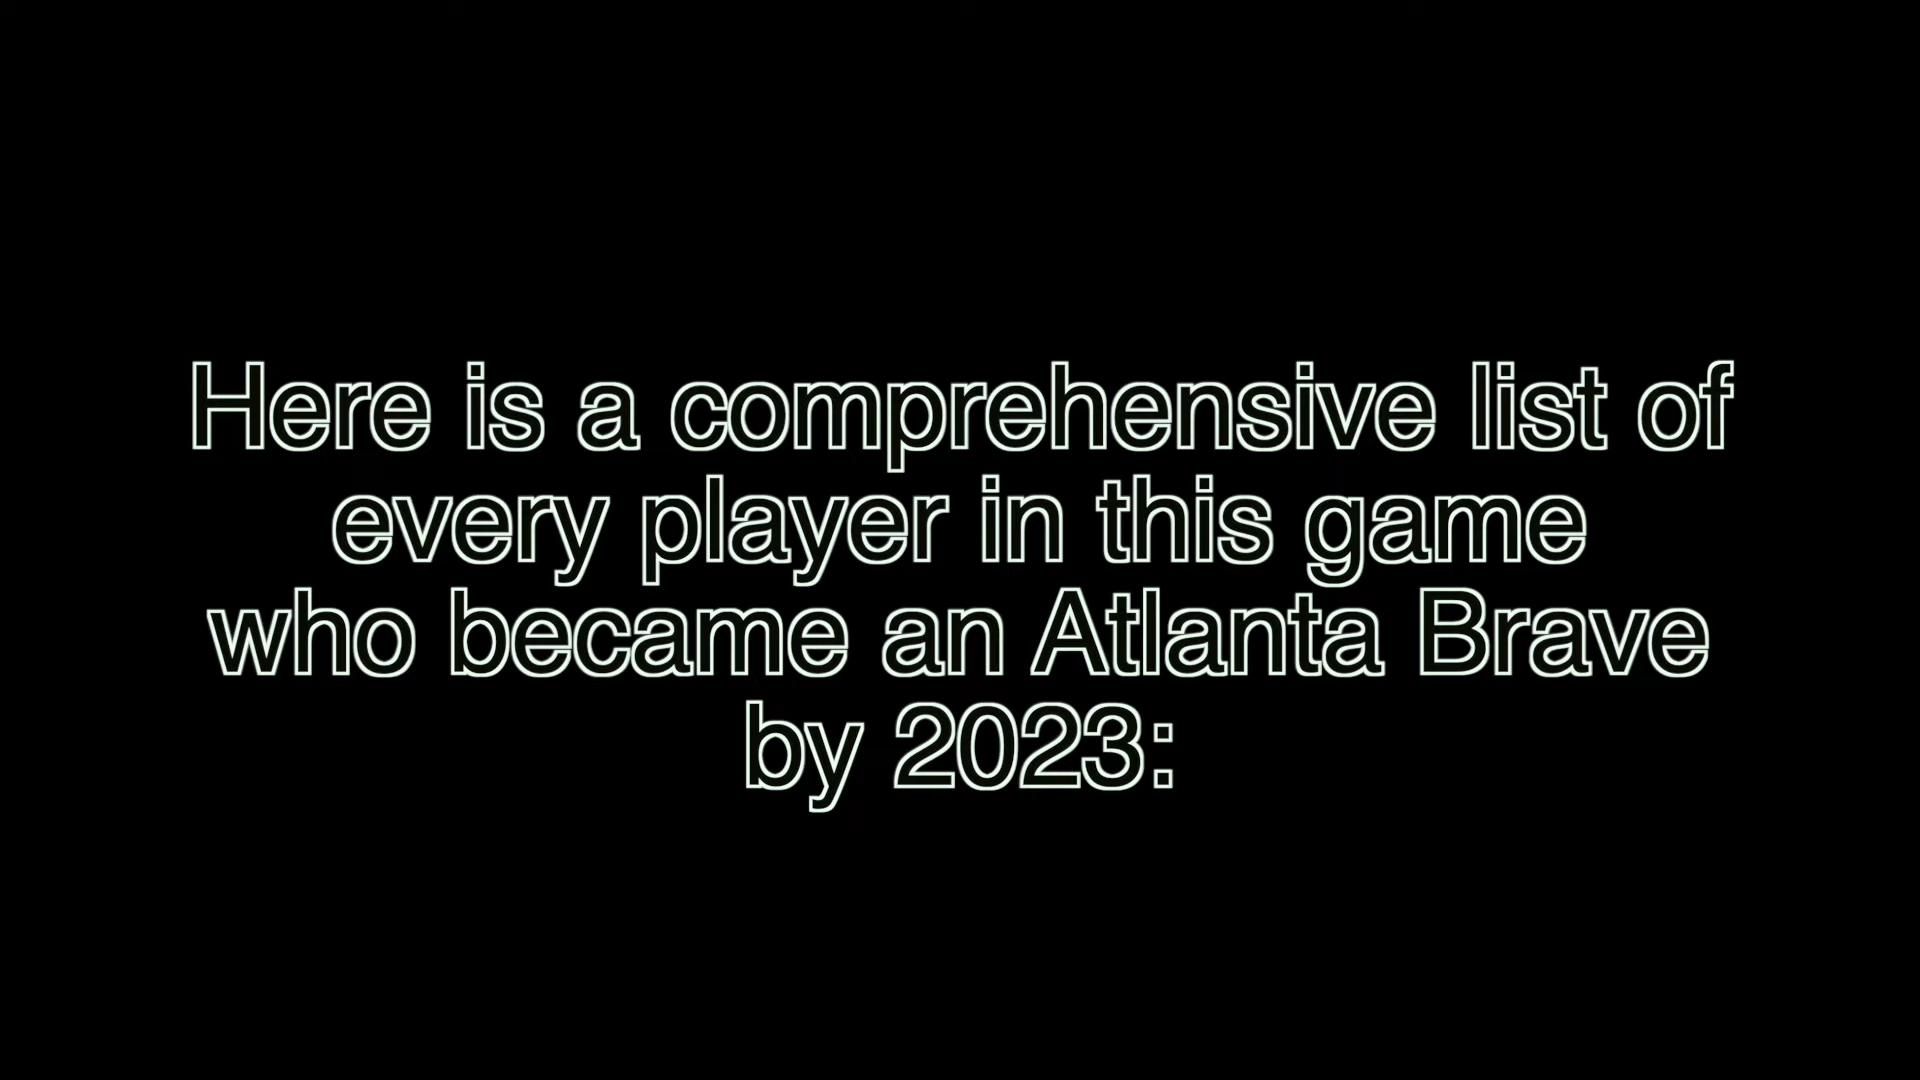 Here is a comprehensive list of
every player in this game
who became an Atlanta Brave
by 2023: